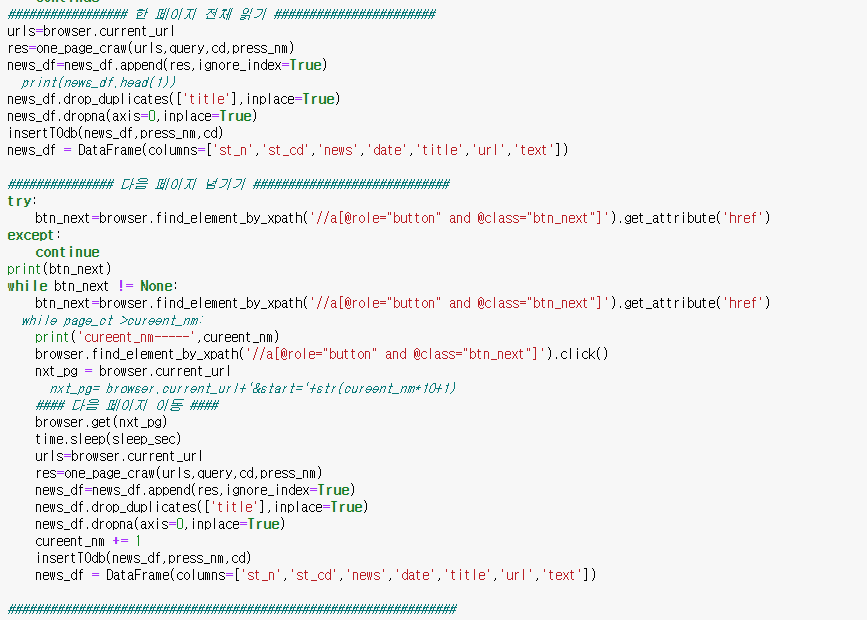 continue
################# 한 페이지 전체 읽기 #######################
urls=browser.current_url
res=one_page_craw(urls,query,cd,press_nm)
news_df=news_df.append(res,ignore_index=True)
print(news_df.head(1))
news_df.drop_duplicates(['title'],inplace=True)
news_df.dropna(axis=0,inplace=True)
insertTOdb(news_df,press_nm,cd)
news_df = DataFrame(columns=['st_n','st_cd','news','date','title','url','text'])
############### 다음 페이지 넘기기 ############################
try:
btn_next=browser.find_element_by_xpath('//a[@role="button" and @class="btn_next"]').get_attribute('href')
except:
continue
print(btn_next)
while btn_next != None:
btn_next=browser.find_element_by_xpath('//a[@role="button" and @class="btn_next"]').get_attribute('href')
while page_ct >cureent_nm:
print('cureent_nm-----',cureent_nm)
browser.find_element_by_xpath('//a[@role="button" and @class="btn_next"]').click()
nxt_pg = browser.current_url
nxt_pg= browser.current_url+'&start='+str(cureent_nm*10+1)
#### 다음 페이지 이동 ####
browser.get(nxt_pg)
time.sleep(sleep_sec)
urls=browser.current_url
res=one_page_craw(urls,query,cd,press_nm)
news_df=news_df.append(res,ignore_index=True)
news_df.drop_duplicates(['title'],inplace=True)
news_df.dropna(axis=0,inplace=True)
cureent_nm += 1
insertTOdb(news_df,press_nm,cd)
news_df = DataFrame(columns=['st_n','st_cd','news','date','title','url','text'])
################################################################